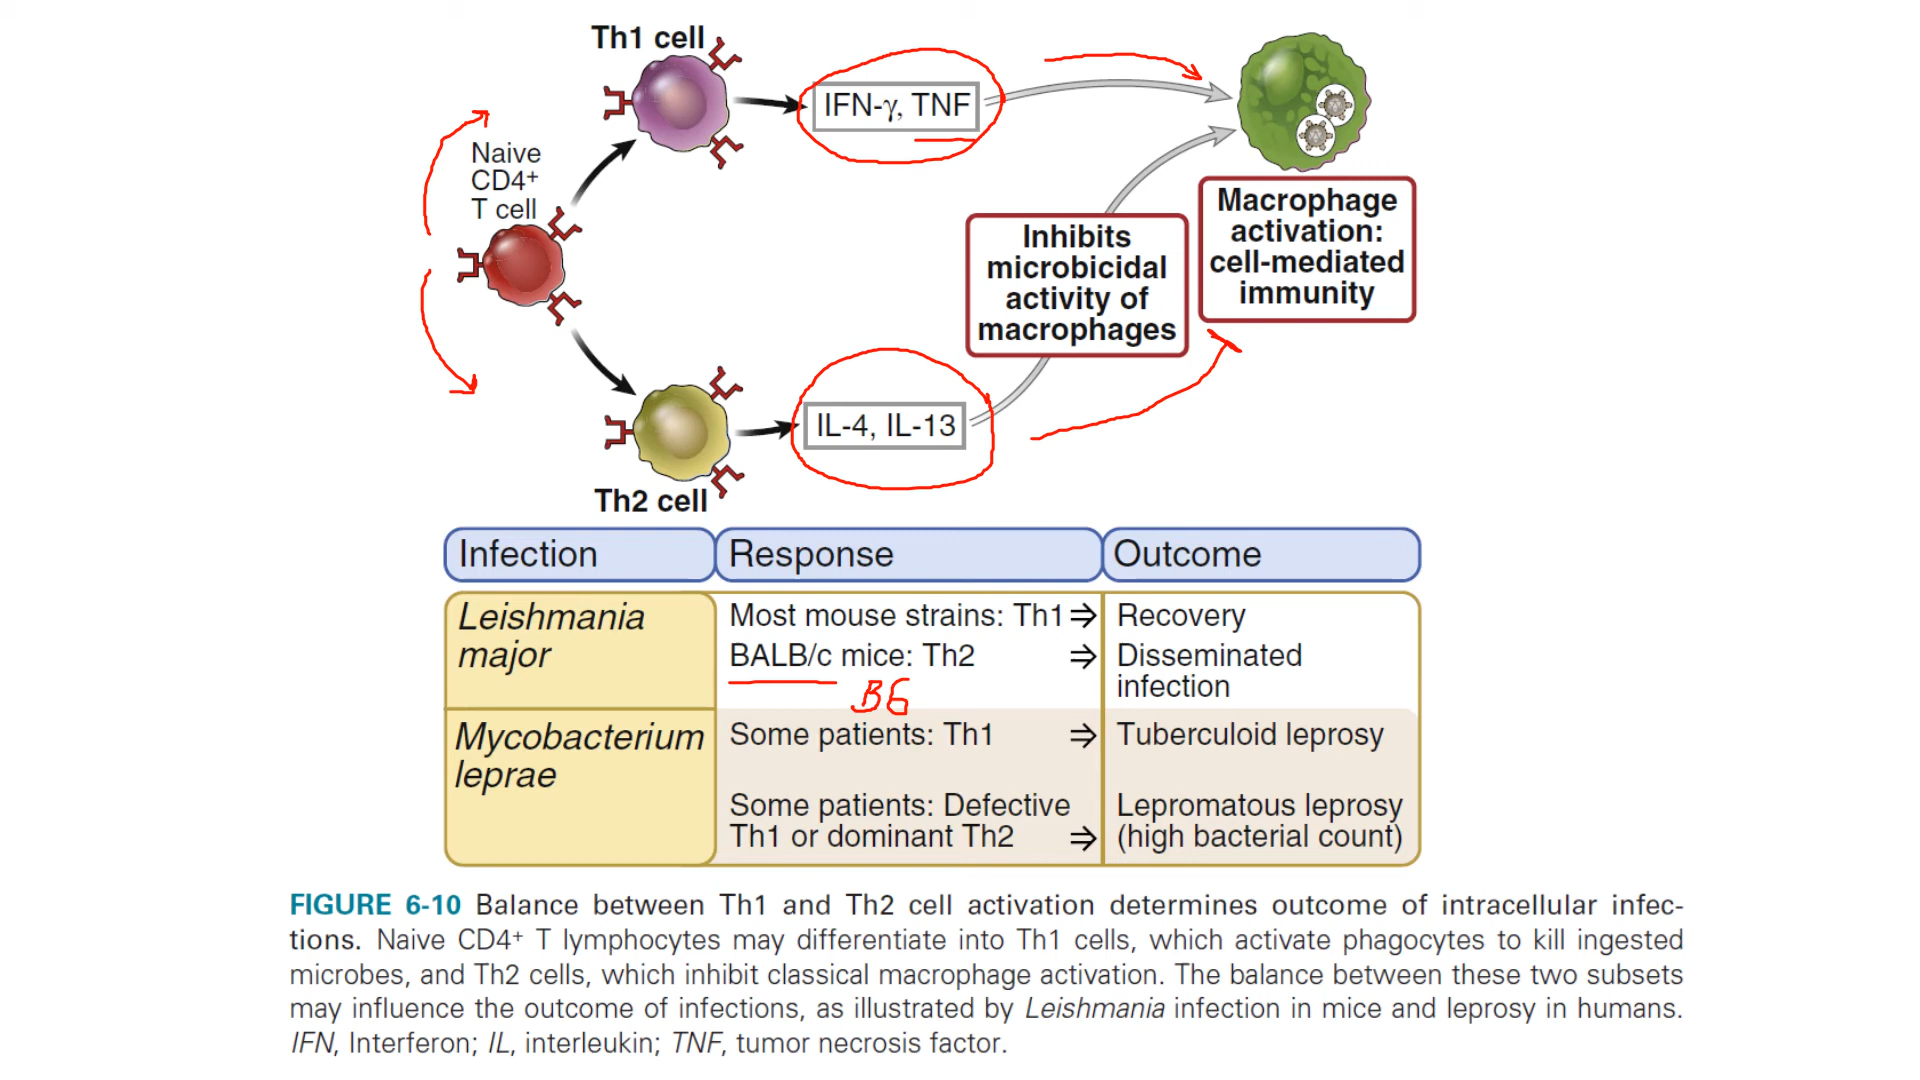 Th1 cell
IFN-γ, TNF
Naive
CD4+
T cell
Macrophage
activation:
cell-mediated
immunity
Inhibits
microbicidal
activity of
macrophages
IL-4, IL-13
Th2 cell
Infection Response Outcome
Leishmania
major
Most mouse strains: Th1 ⇒ Recovery
BALB/c mice: Th2 ⇒ Disseminated
infection
B6
Mycobacterium
leprae
Some patients: Th1 ⇒ Tuberculoid leprosy
Some patients: Defective
Th1 or dominant Th2 ⇒ Lepromatous leprosy
(high bacterial count)
FIGURE 6-10 Balance between Th1 and Th2 cell activation determines outcome of intracellular infec-
tions. Naive CD4+ T lymphocytes may differentiate into Th1 cells, which activate phagocytes to kill ingested
microbes, and Th2 cells, which inhibit classical macrophage activation. The balance between these two subsets
may influence the outcome of infections, as illustrated by Leishmania infection in mice and leprosy in humans.
IFN, Interferon; IL, interleukin; TNF, tumor necrosis factor.